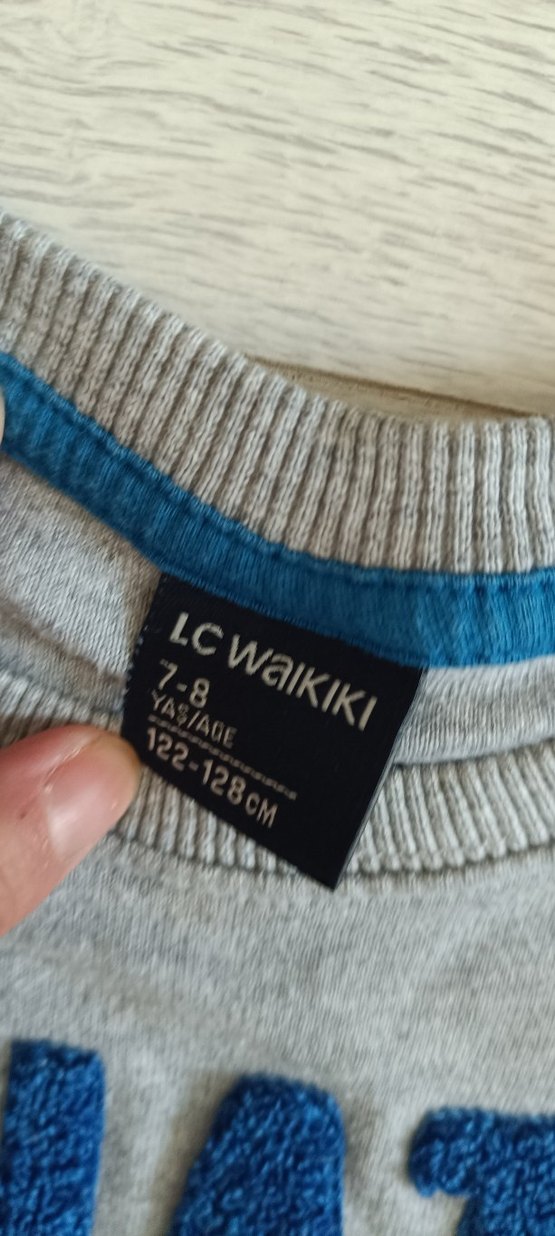 LC WaIKIKI
7-8
YAŞ/AGE
122-128 CM